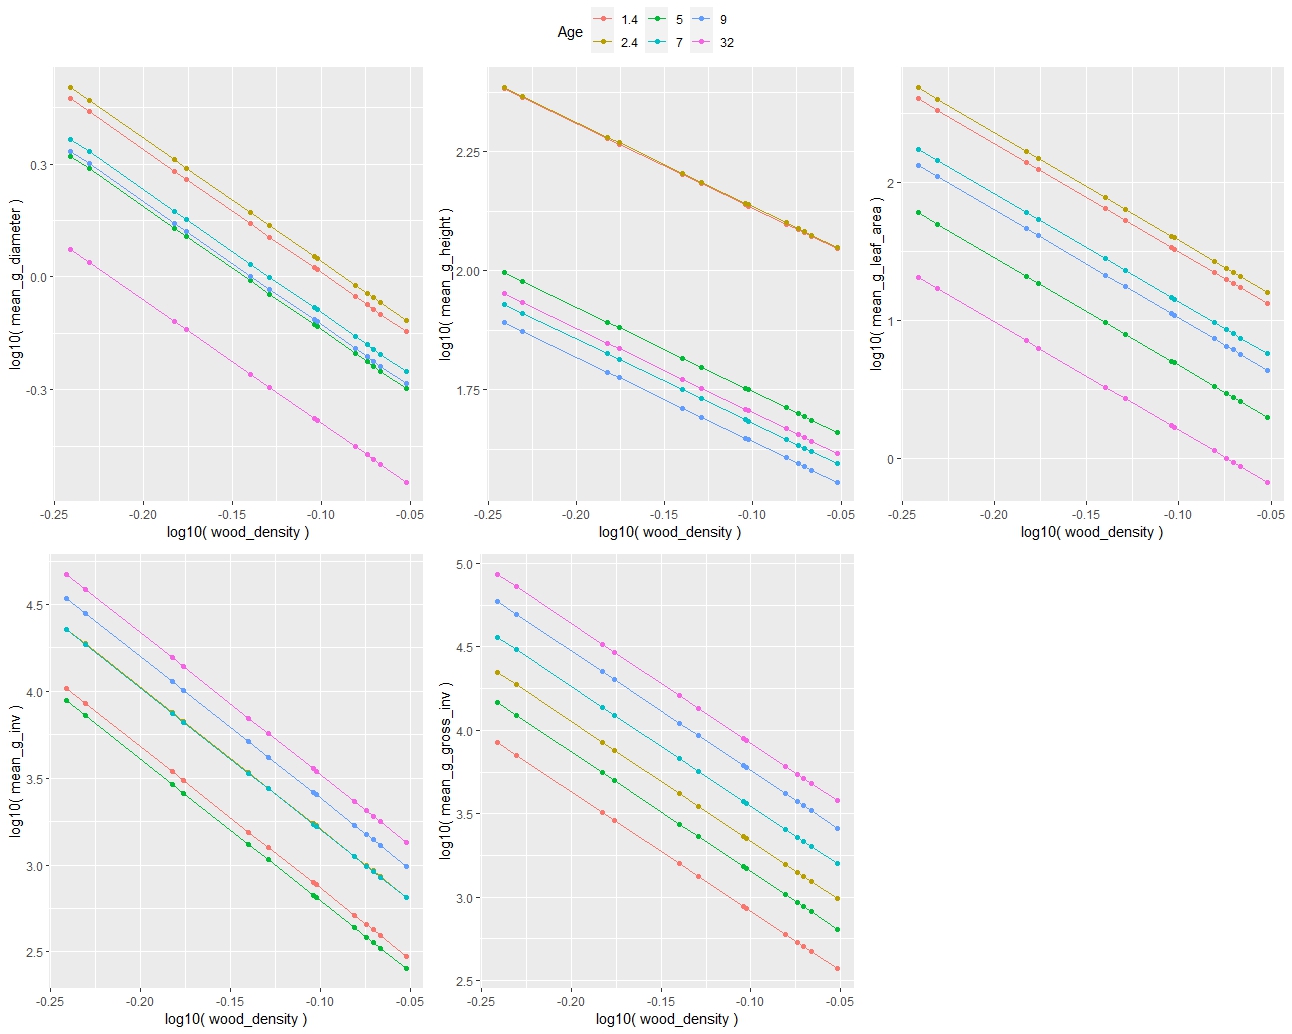 Age
1.4 5 9
2.4 7 32
log10( mean_g_diameter )
0.3
0.0
-0.3
-0.25 -0.20 -0.15 -0.10 -0.05
log10( wood_density )
log10( mean_g_height )
2.25
2.00
1.75
-0.25 -0.20 -0.15 -0.10 -0.05
log10( wood_density )
log10( mean_g_leaf_area )
2
1
0
-0.25 -0.20 -0.15 -0.10 -0.05
log10( wood_density )
log10( mean_g_inv )
4.5
4.0
3.5
3.0
2.5
-0.25 -0.20 -0.15 -0.10 -0.05
log10( wood_density )
log10( mean_g_gross_inv )
5.0
4.5
4.0
3.5
3.0
2.5
-0.25 -0.20 -0.15 -0.10 -0.05
log10( wood_density )